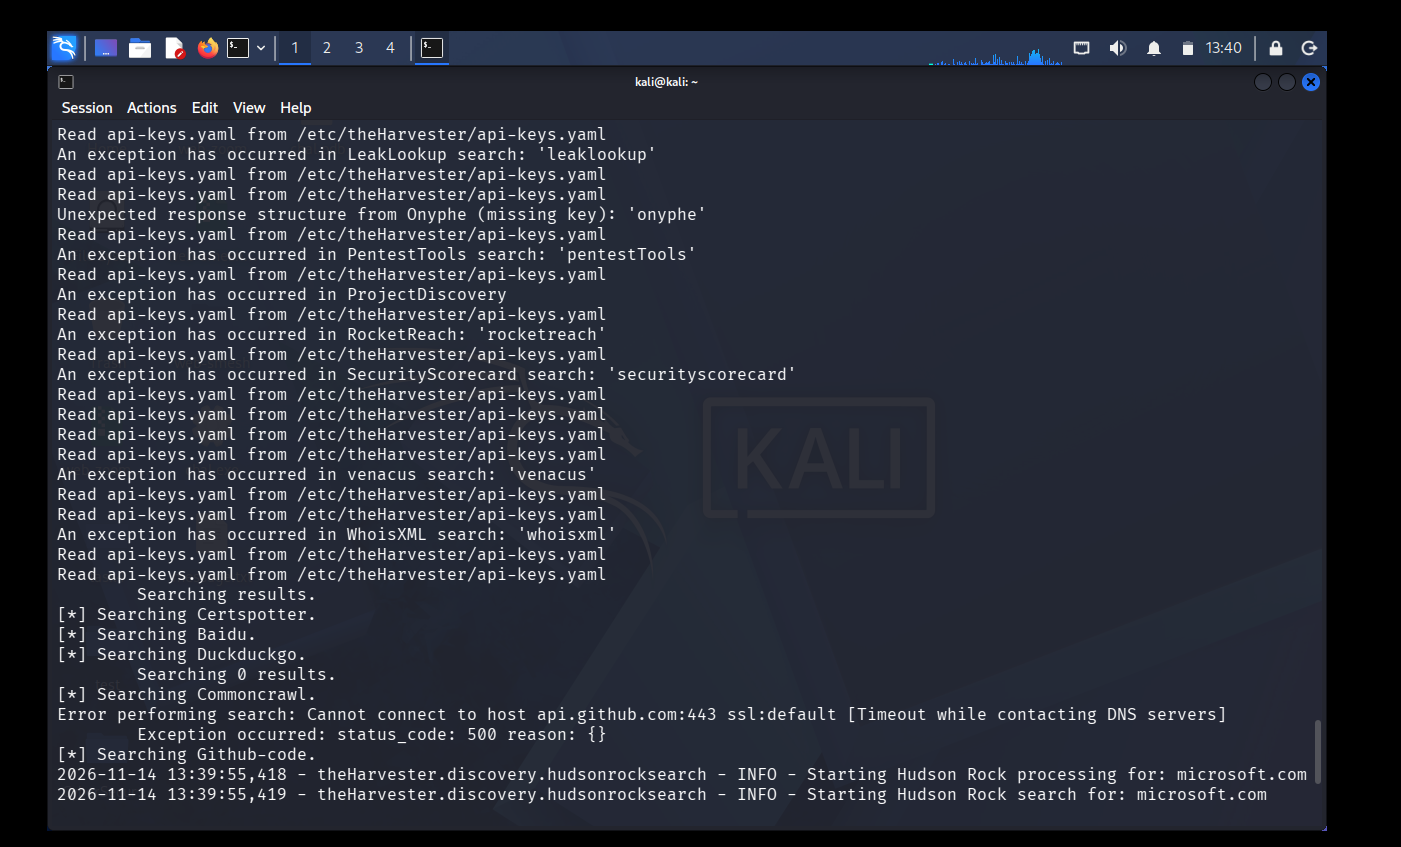 1 2 3 4 13:40
kali@kali: ~
Session Actions Edit View Help
Read api-keys.yaml from /etc/theHarvester/api-keys.yaml
An exception has occurred in LeakLookup search: 'leaklookup'
Read api-keys.yaml from /etc/theHarvester/api-keys.yaml
Read api-keys.yaml from /etc/theHarvester/api-keys.yaml
Unexpected response structure from Onyphe (missing key): 'onyphe'
Read api-keys.yaml from /etc/theHarvester/api-keys.yaml
An exception has occurred in PentestTools search: 'pentestTools'
Read api-keys.yaml from /etc/theHarvester/api-keys.yaml
An exception has occurred in ProjectDiscovery
Read api-keys.yaml from /etc/theHarvester/api-keys.yaml
An exception has occurred in RocketReach: 'rocketreach'
Read api-keys.yaml from /etc/theHarvester/api-keys.yaml
An exception has occurred in SecurityScorecard search: 'securityscorecard'
Read api-keys.yaml from /etc/theHarvester/api-keys.yaml
Read api-keys.yaml from /etc/theHarvester/api-keys.yaml
Read api-keys.yaml from /etc/theHarvester/api-keys.yaml
Read api-keys.yaml from /etc/theHarvester/api-keys.yaml
An exception has occurred in venacus search: 'venacus'
Read api-keys.yaml from /etc/theHarvester/api-keys.yaml
Read api-keys.yaml from /etc/theHarvester/api-keys.yaml
An exception has occurred in WhoisXML search: 'whoisxml'
Read api-keys.yaml from /etc/theHarvester/api-keys.yaml
Read api-keys.yaml from /etc/theHarvester/api-keys.yaml
Searching results.
[*] Searching Certspotter.
[*] Searching Baidu.
[*] Searching Duckduckgo.
Searching 0 results.
[*] Searching Commoncrawl.
Error performing search: Cannot connect to host api.github.com:443 ssl:default [Timeout while contacting DNS servers]
Exception occurred: status_code: 500 reason: {}
[*] Searching Github-code.
2026-11-14 13:39:55,418 - theHarvester.discovery.hudsonrocksearch - INFO - Starting Hudson Rock processing for: microsoft.com
2026-11-14 13:39:55,419 - theHarvester.discovery.hudsonrocksearch - INFO - Starting Hudson Rock search for: microsoft.com
KALI